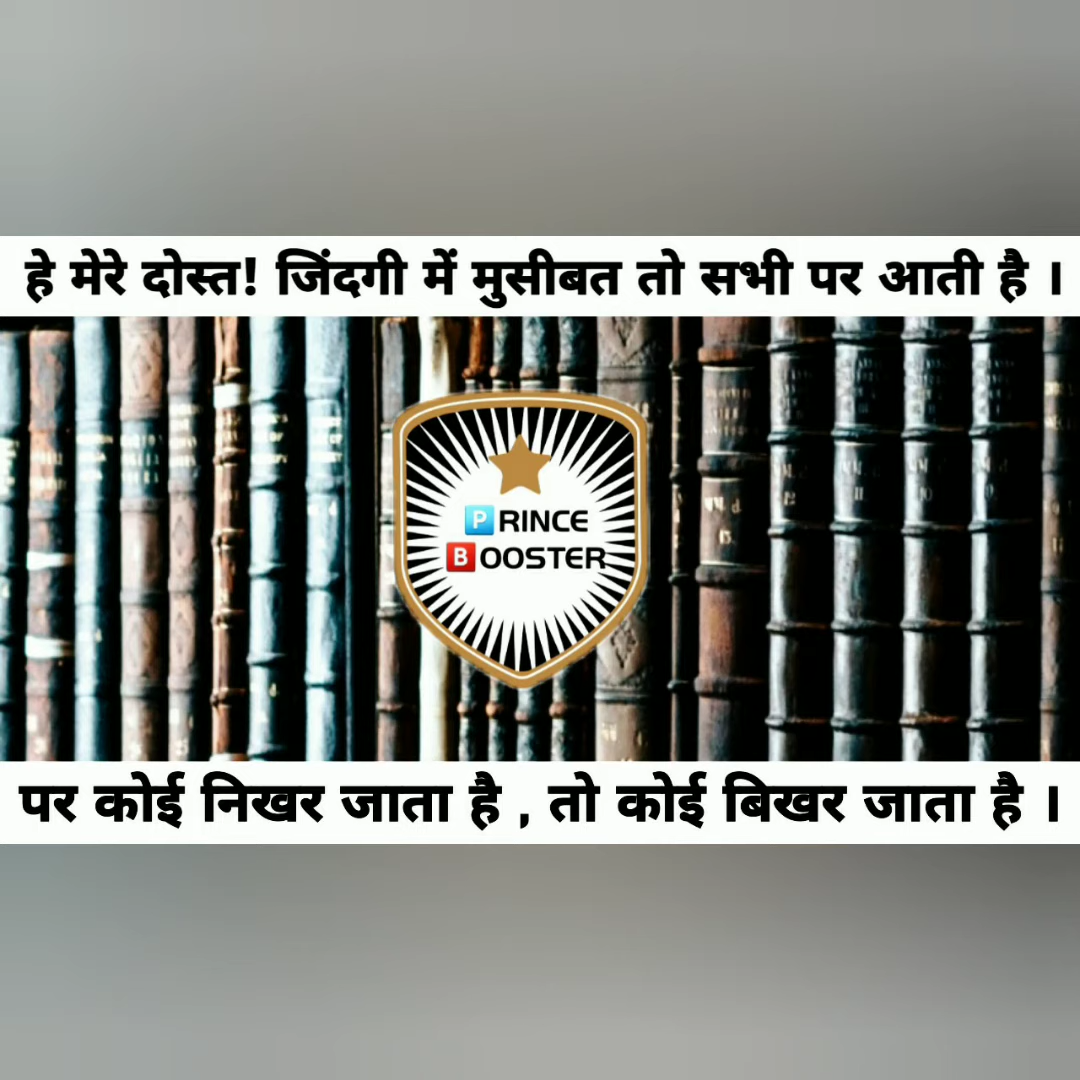 हे मेरे दोस्त! जिंदगी में मुसीबत तो सभी पर आती है ।
PRINCE
BOOSTER
पर कोई निखर जाता है , तो कोई बिखर जाता है ।